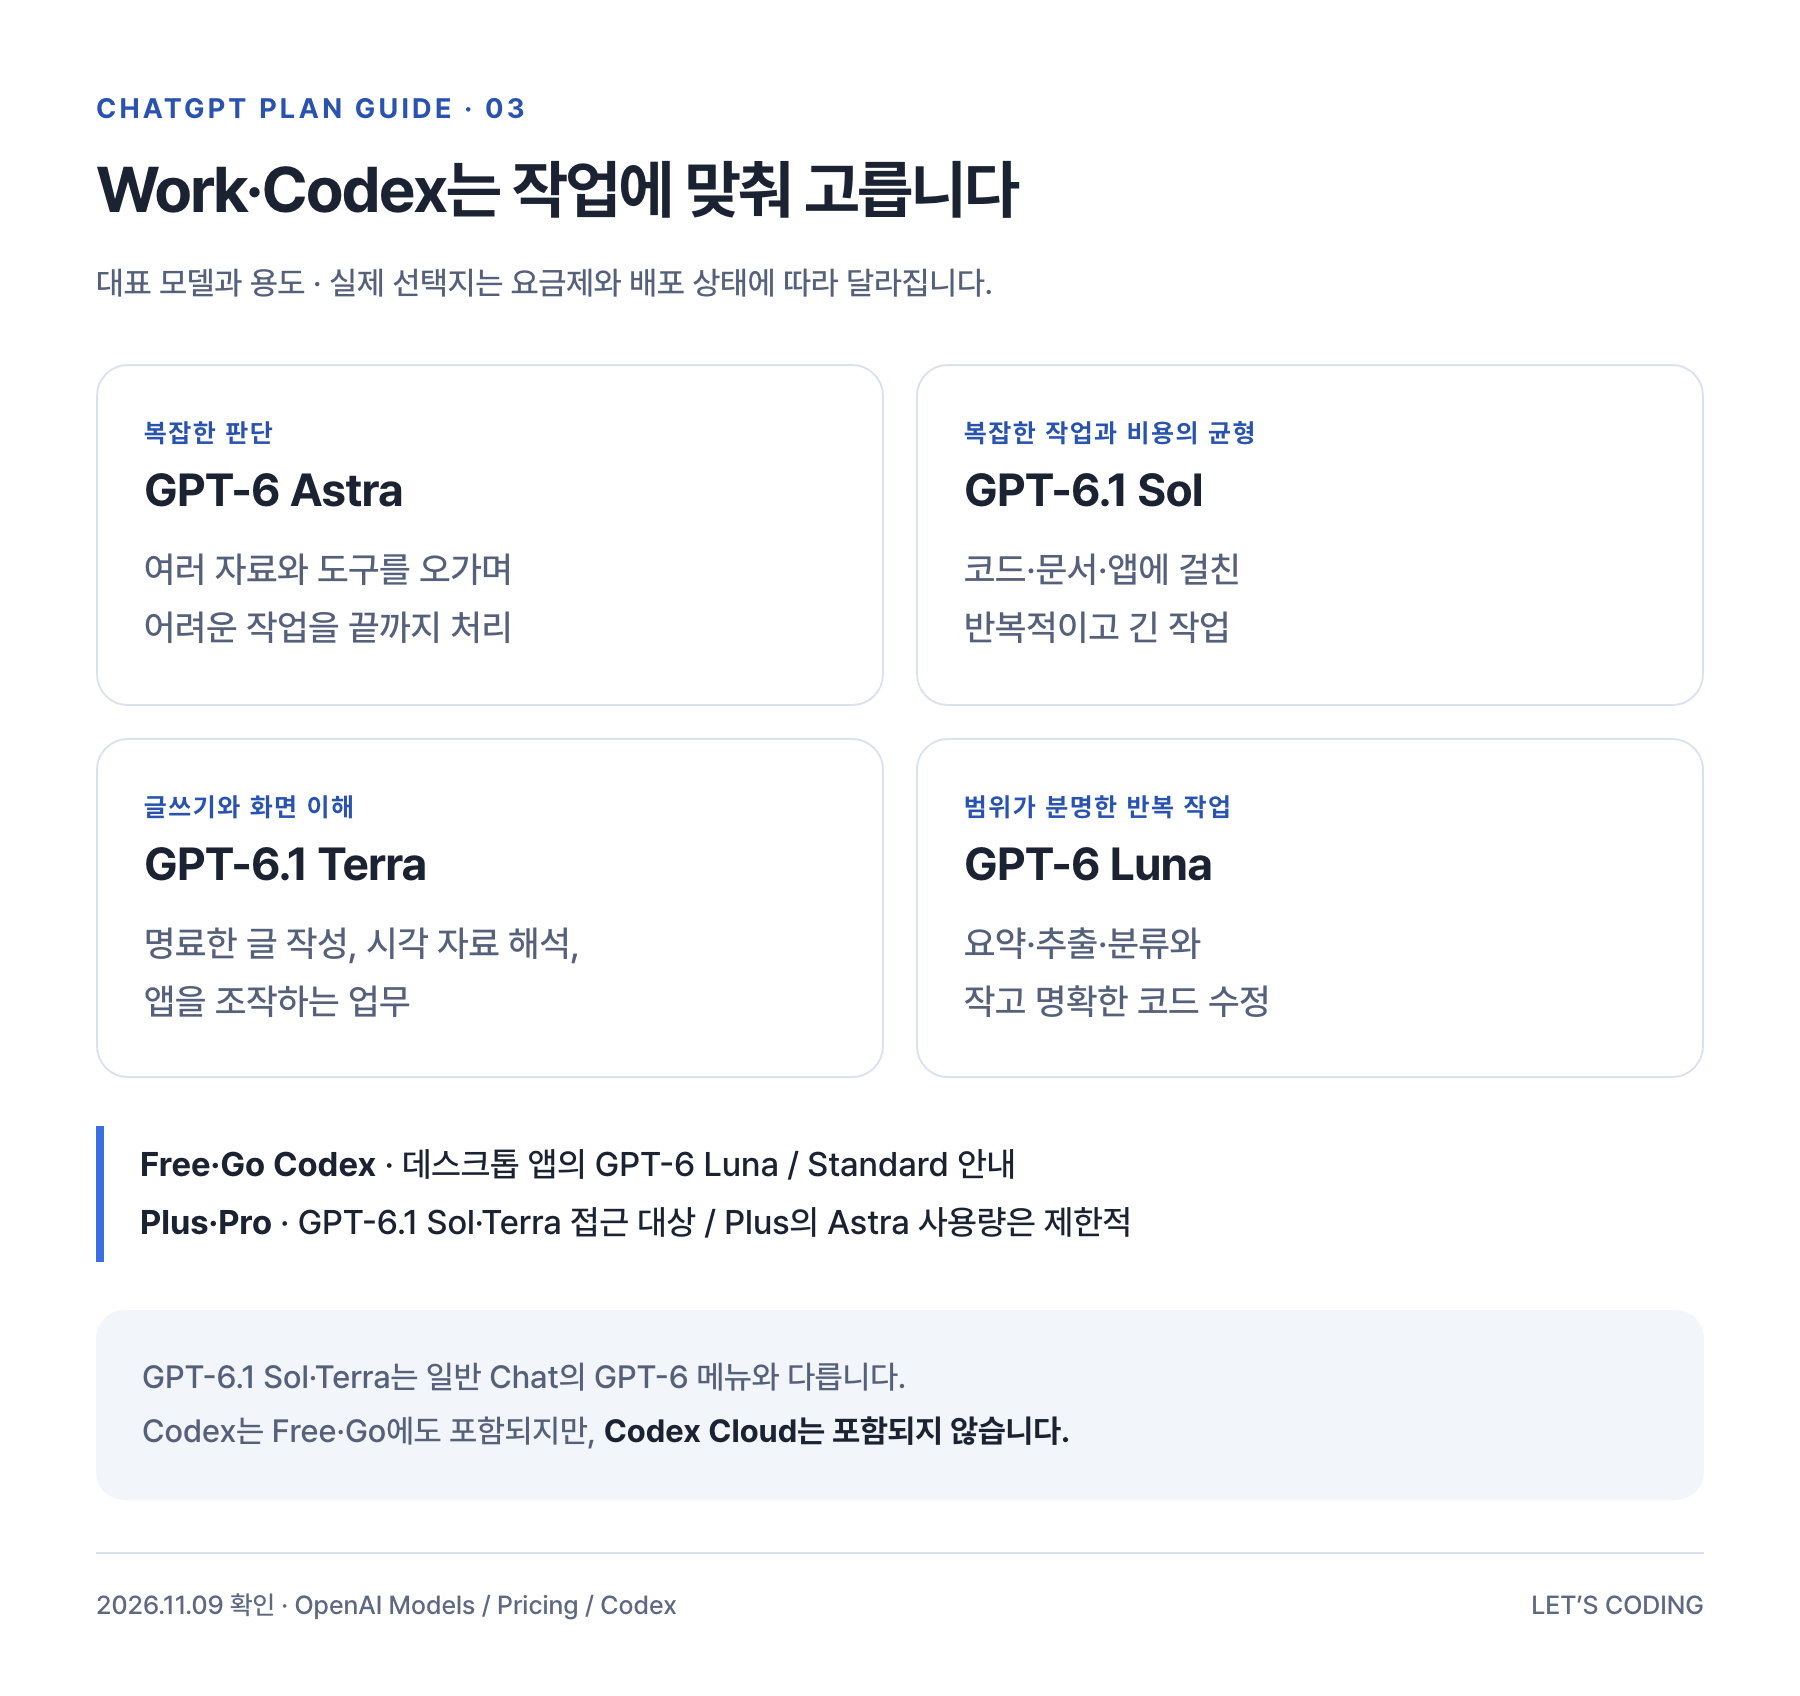 CHATGPT PLAN GUIDE · 03
Work·Codex는 작업에 맞춰 고릅니다
대표 모델과 용도 · 실제 선택지는 요금제와 배포 상태에 따라 달라집니다.
복잡한 판단
GPT-6 Astra
여러 자료와 도구를 오가며
어려운 작업을 끝까지 처리
복잡한 작업과 비용의 균형
GPT-6.1 Sol
코드·문서·앱에 걸친
반복적이고 긴 작업
글쓰기와 화면 이해
GPT-6.1 Terra
명료한 글 작성, 시각 자료 해석,
앱을 조작하는 업무
범위가 분명한 반복 작업
GPT-6 Luna
요약·추출·분류와
작고 명확한 코드 수정
Free·Go Codex · 데스크톱 앱의 GPT-6 Luna / Standard 안내
Plus·Pro · GPT-6.1 Sol·Terra 접근 대상 / Plus의 Astra 사용량은 제한적
GPT-6.1 Sol·Terra는 일반 Chat의 GPT-6 메뉴와 다릅니다.
Codex는 Free·Go에도 포함되지만, Codex Cloud는 포함되지 않습니다.
2026.11.09 확인 · OpenAI Models / Pricing / Codex
LET’S CODING